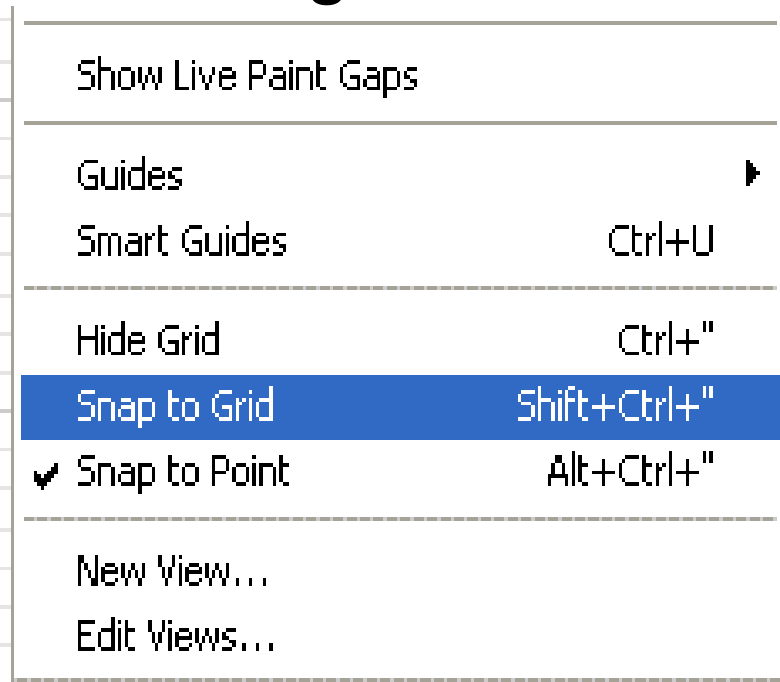 Show Live Paint Gaps
Guides
Smart Guides Ctrl+U
Hide Grid Ctrl+"
Snap to Grid Shift+Ctrl+"
Snap to Point Alt+Ctrl+"
New View...
Edit Views...